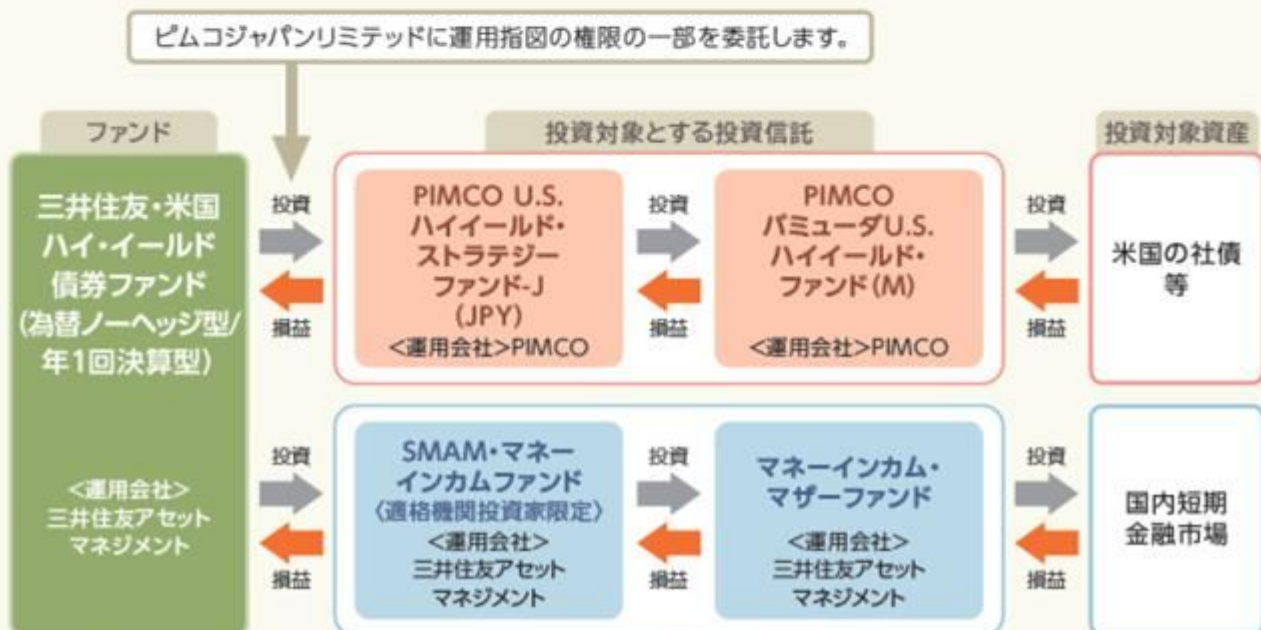 ピムコジャパンリミテッドに運用指図の権限の一部を委託します。
ファンド
投資対象とする投資信託
投資対象資産
三井住友・米国
ハイ・イールド
債券ファンド
(為替ノーヘッジ型/
年1回決算型)
<運用会社>
三井住友アセット
マネジメント
投資
損益
PIMCO U.S.
ハイイールド・
ストラテジー
ファンド-J
(JPY)
<運用会社>PIMCO
投資
損益
PIMCO
バミューダU.S.
ハイイールド・
ファンド(M)
<運用会社>PIMCO
投資
損益
米国の社債
等
投資
損益
SMAM・マネー
インカムファンド
〈適格機関投資家限定〉
<運用会社>
三井住友アセット
マネジメント
投資
損益
マネーインカム・
マザーファンド
<運用会社>
三井住友アセット
マネジメント
投資
損益
国内短期
金融市場